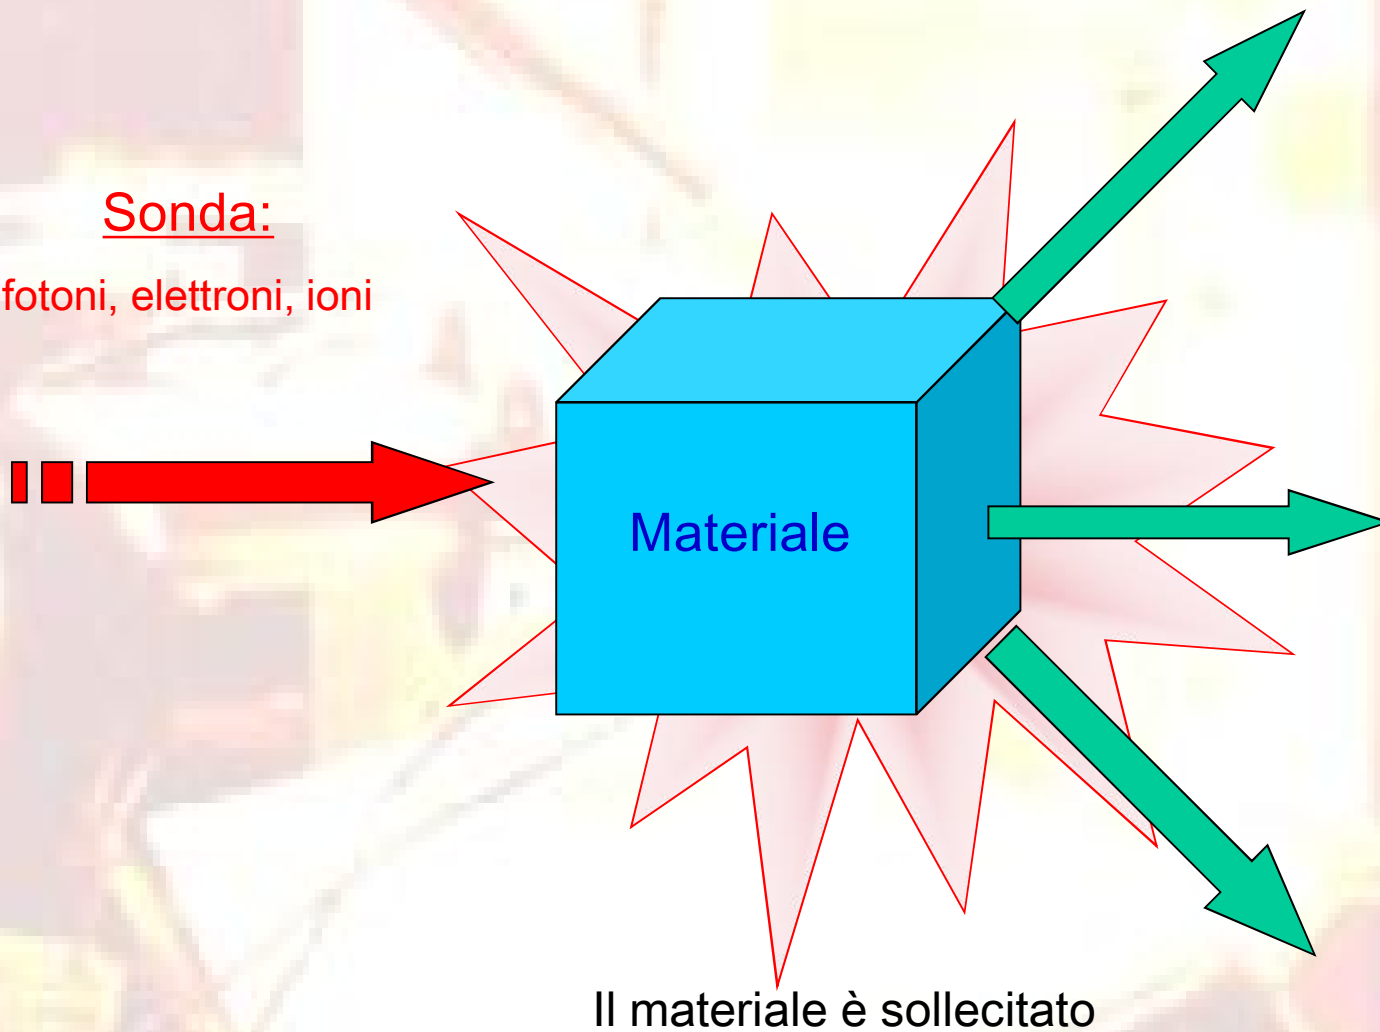 Sonda:
fotoni, elettroni, ioni
Materiale
Il materiale è sollecitato